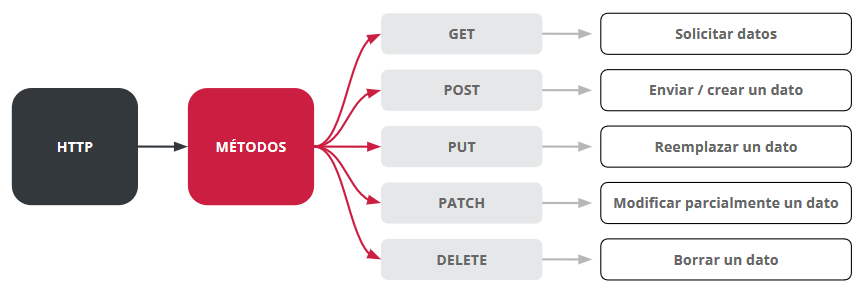 HTTP
MÉTODOS
GET
Solicitar datos
POST
Enviar / crear un dato
PUT
Reemplazar un dato
PATCH
Modificar parcialmente un dato
DELETE
Borrar un dato